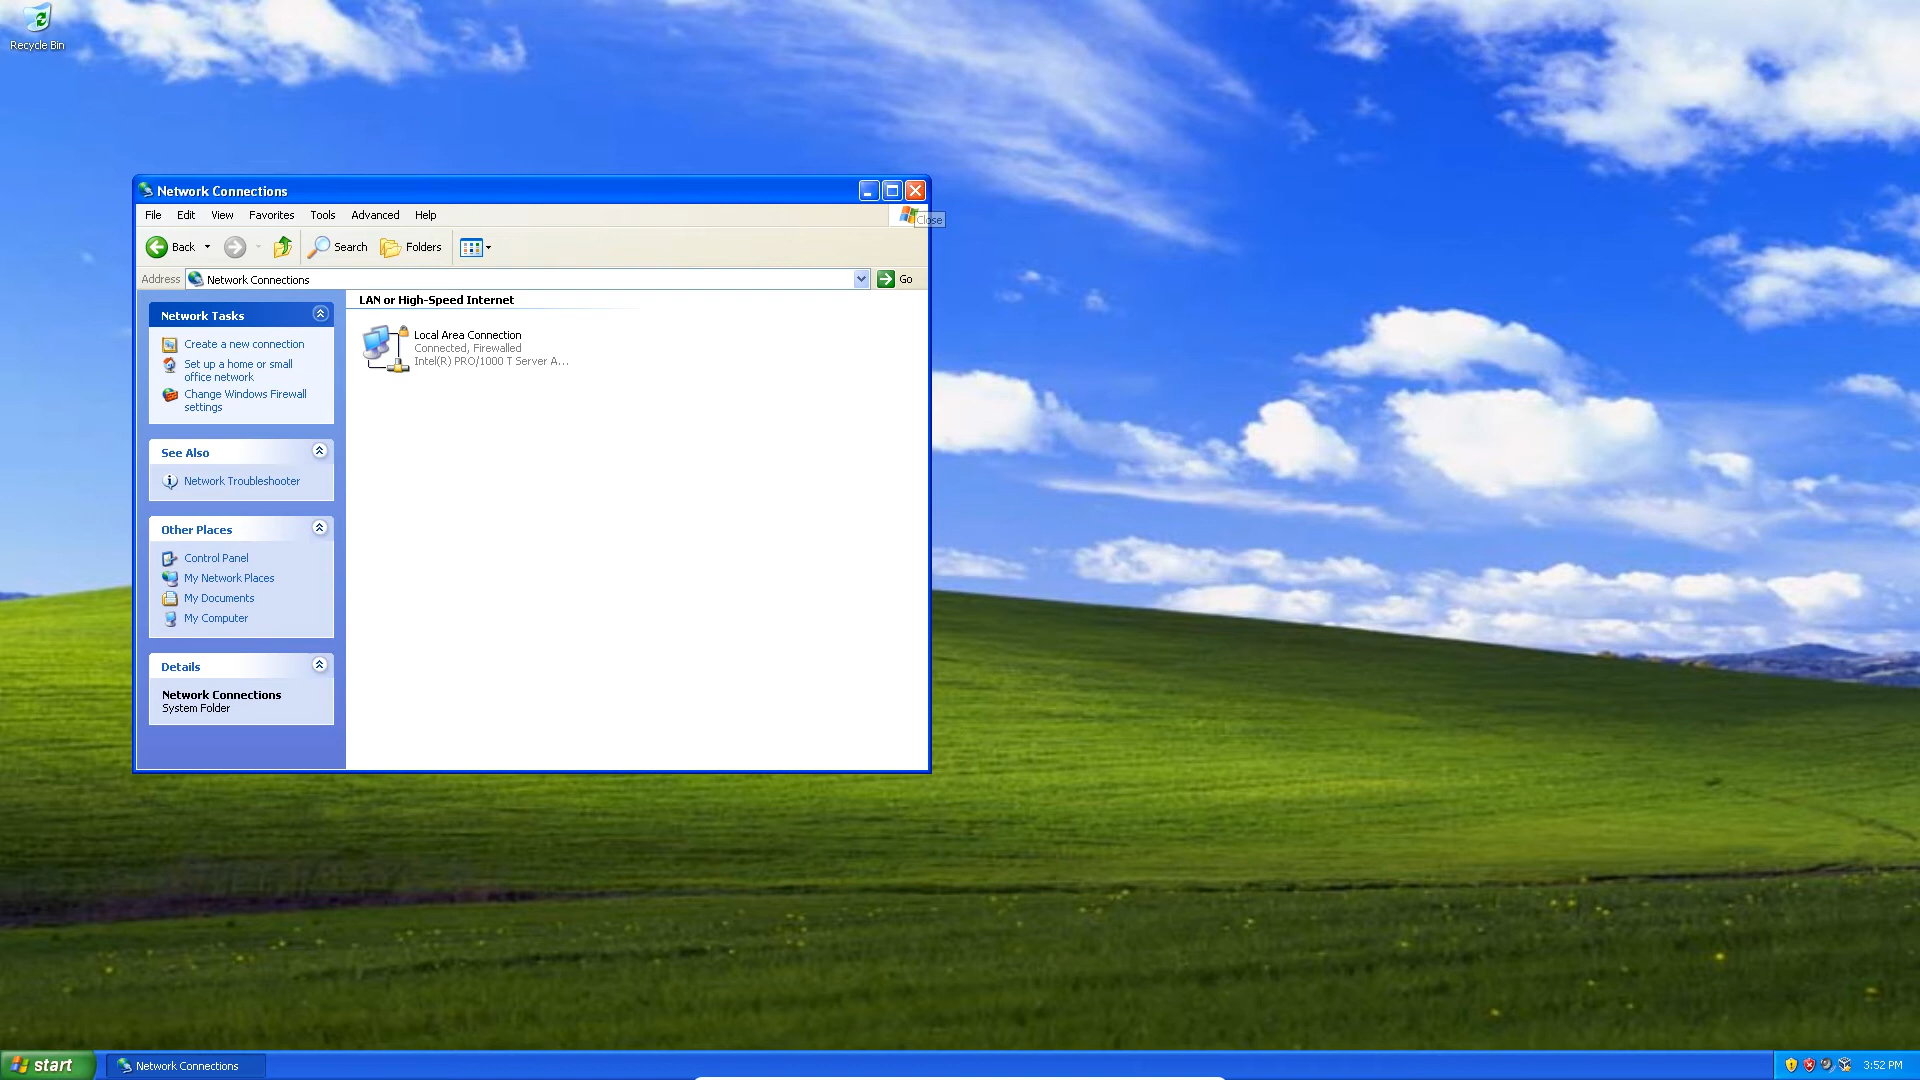 Recycle Bin
Network Connections
File Edit View Favorites Tools Advanced Help
Close
Back Search Folders
Address Network Connections Go
Network Tasks
Create a new connection
Set up a home or small
office network
Change Windows Firewall
settings
See Also
Network Troubleshooter
Other Places
Control Panel
My Network Places
My Documents
My Computer
Details
Network Connections
System Folder
LAN or High-Speed Internet
Local Area Connection
Connected, Firewalled
Intel(R) PRO/1000 T Server A...
start
Network Connections
3:52 PM